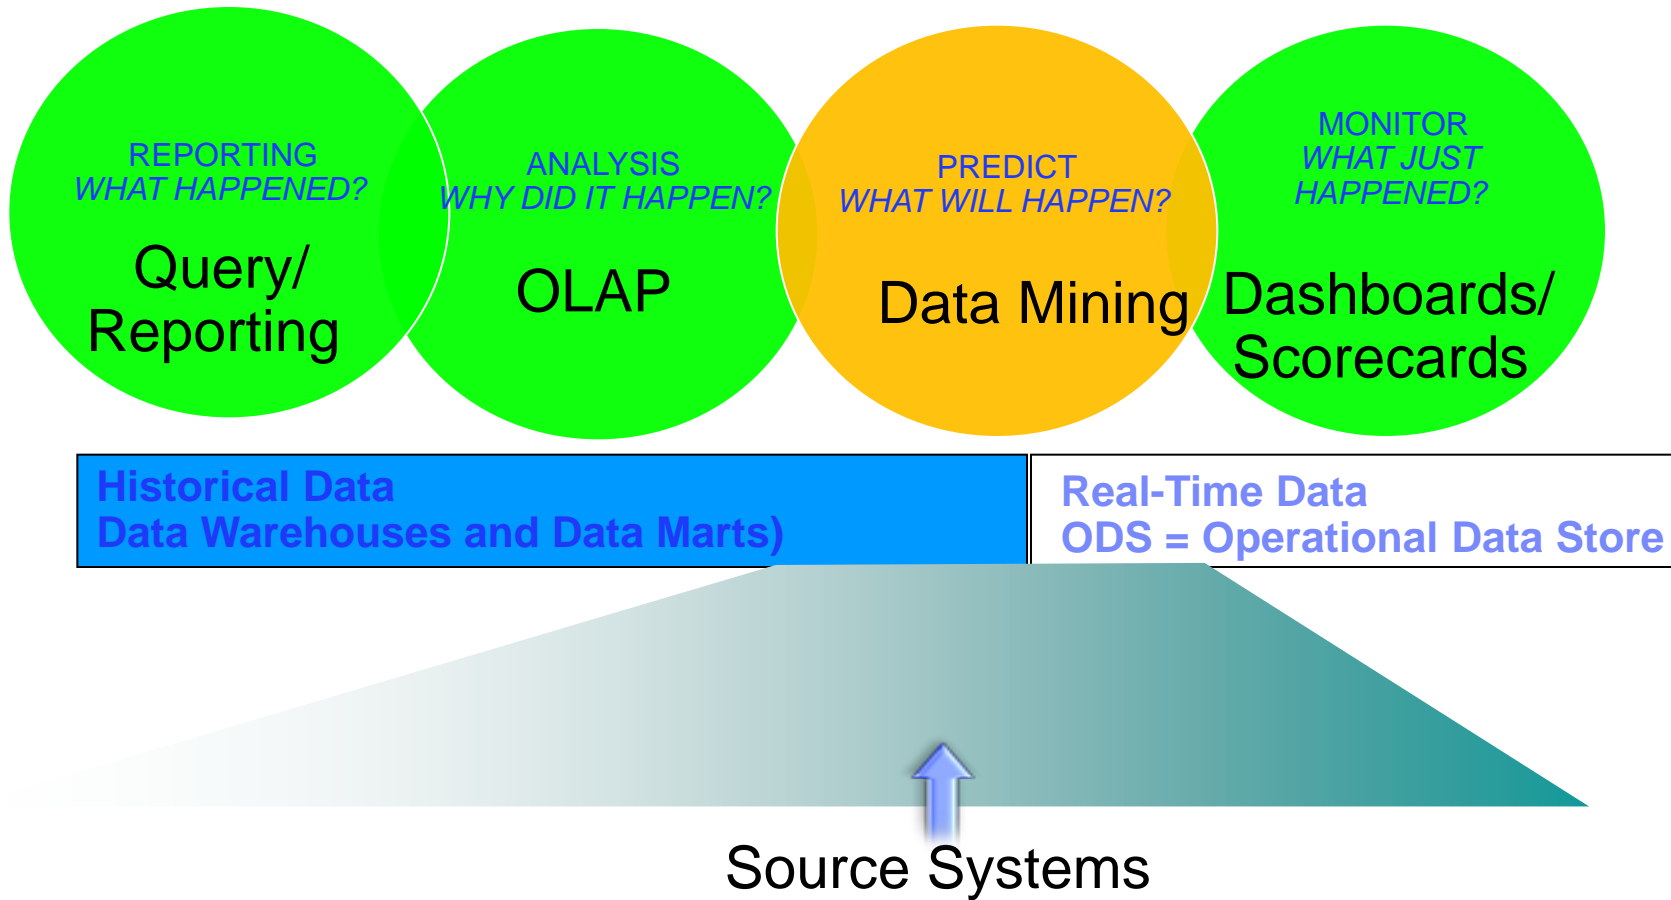 REPORTING
WHAT HAPPENED?
Query/
Reporting
ANALYSIS
WHY DID IT HAPPEN?
OLAP
PREDICT
WHAT WILL HAPPEN?
Data Mining
MONITOR
WHAT JUST
HAPPENED?
Dashboards/
Scorecards
Historical Data
Data Warehouses and Data Marts)
Real-Time Data
ODS = Operational Data Store
Source Systems